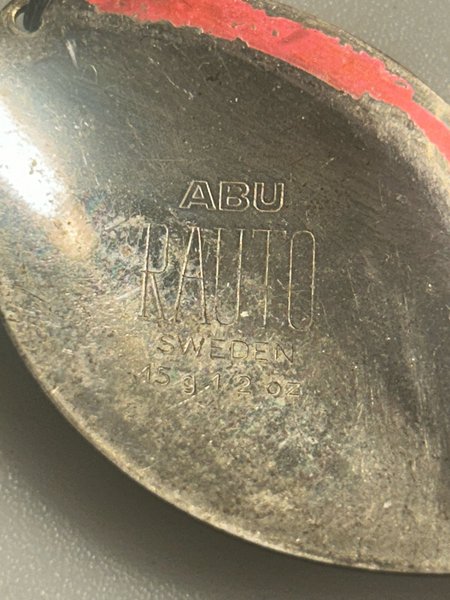 ABU
RAUTO
SWEDEN
15 g 1/2 oz